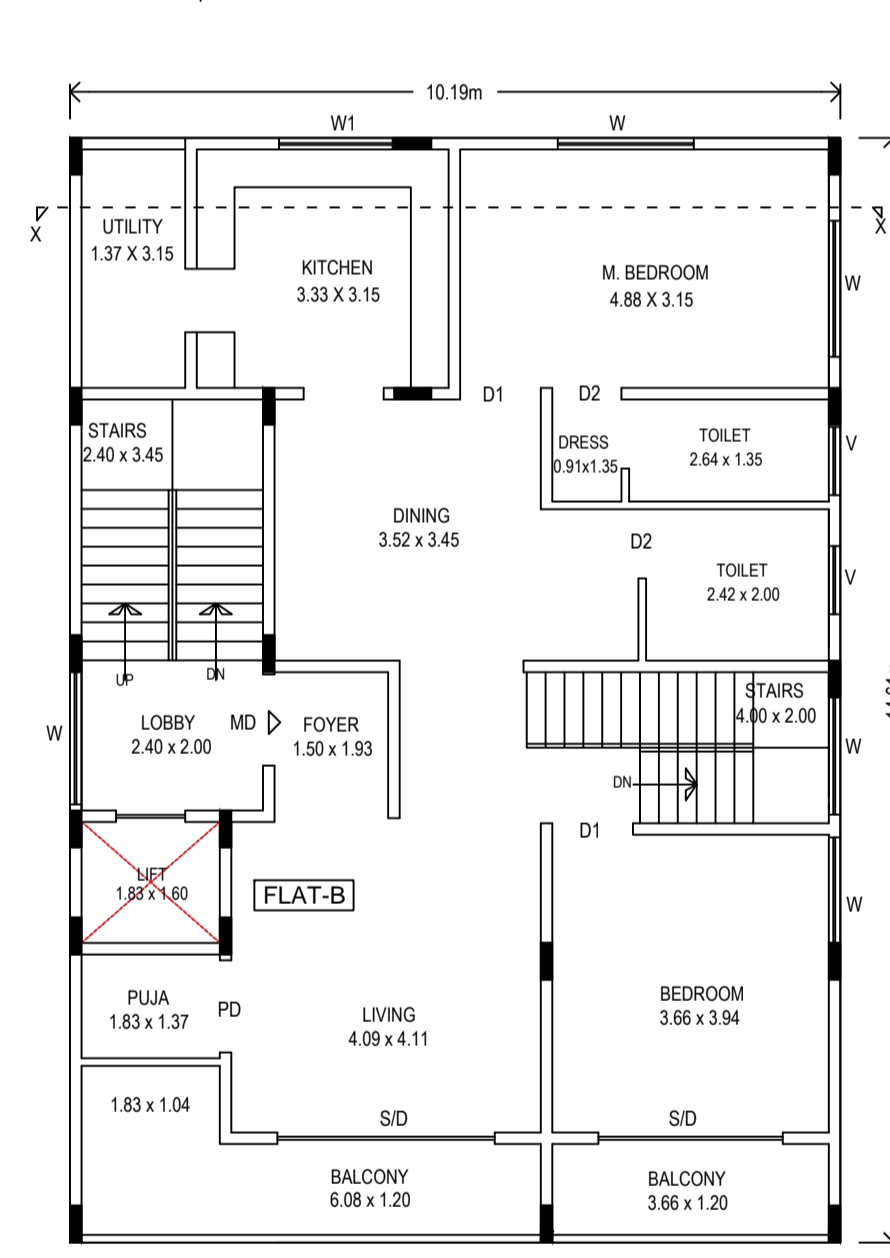 10.19m
W1
W
X
X
UTILITY
1.37 X 3.15
KITCHEN
3.33 X 3.15
M. BEDROOM
4.88 X 3.15
W
D1
D2
STAIRS
2.40 x 3.45
DRESS
0.91x1.35
TOILET
2.64 x 1.35
V
DINING
3.52 x 3.45
D2
TOILET
2.42 x 2.00
V
UP
DN
STAIRS
4.00 x 2.00
W
LOBBY
2.40 x 2.00
MD
FOYER
1.50 x 1.93
W
DN
D1
LIFT
1.83 x 1.60
FLAT-B
W
PUJA
1.83 x 1.37
PD
LIVING
4.09 x 4.11
BEDROOM
3.66 x 3.94
1.83 x 1.04
S/D
S/D
BALCONY
6.08 x 1.20
BALCONY
3.66 x 1.20